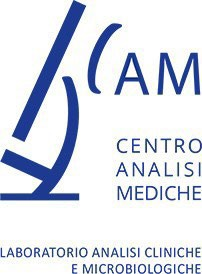 CAM
CENTRO
ANALISI
MEDICHE
LABORATORIO ANALISI CLINICHE
E MICROBIOLOGICHE